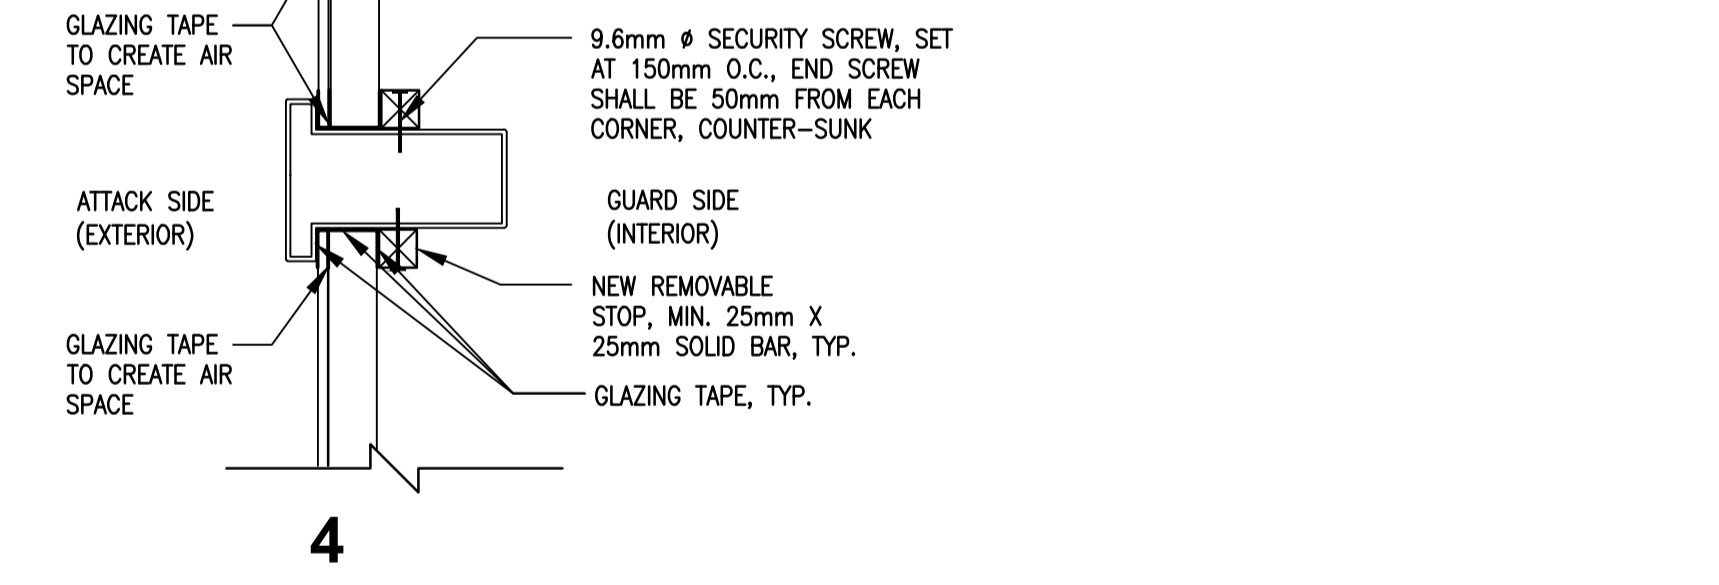 GLAZING TAPE
TO CREATE AIR
SPACE
9.6mm ø SECURITY SCREW, SET
AT 150mm O.C., END SCREW
SHALL BE 50mm FROM EACH
CORNER, COUNTER-SUNK
ATTACK SIDE
(EXTERIOR)
GUARD SIDE
(INTERIOR)
NEW REMOVABLE
STOP, MIN. 25mm X
25mm SOLID BAR, TYP.
GLAZING TAPE
TO CREATE AIR
SPACE
GLAZING TAPE, TYP.
4